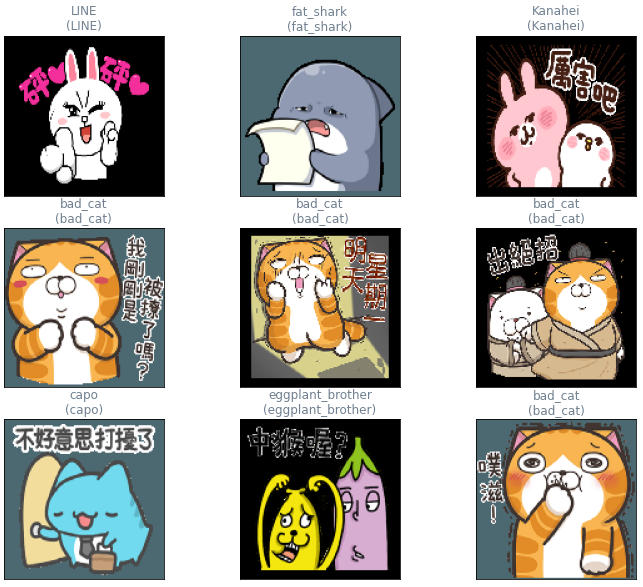 LINE
(LINE)
fat_shark
(fat_shark)
Kanahei
(Kanahei)
砰砰
厲害吧
bad_cat
(bad_cat)
bad_cat
(bad_cat)
bad_cat
(bad_cat)
我剛剛是
被撩了嗎?
明天
星期一
出絕招
capo
(capo)
eggplant_brother
(eggplant_brother)
bad_cat
(bad_cat)
不好意思打擾了
中猴喔?
噗滋!